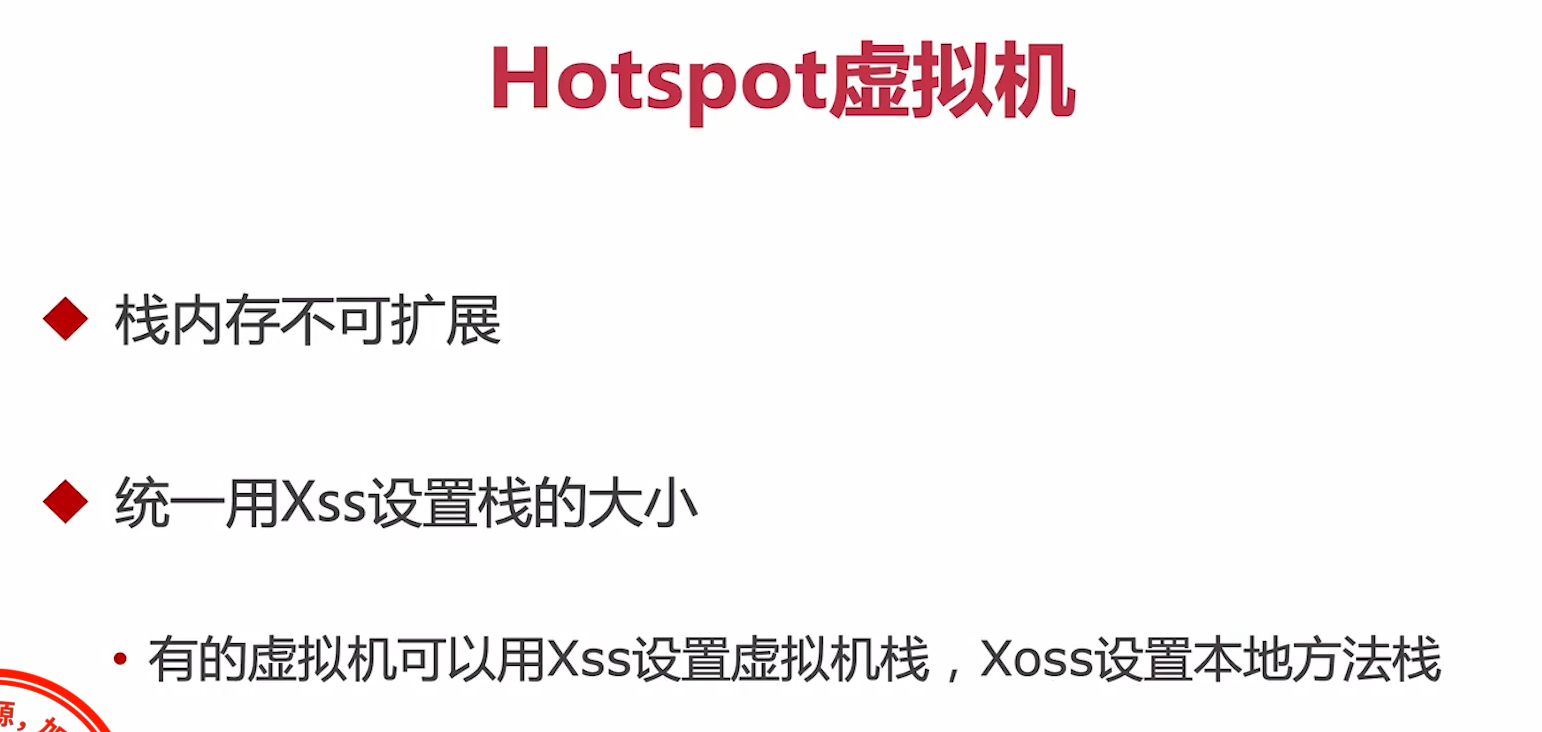 Hotspot虚拟机
栈内存不可扩展
统一用Xss设置栈的大小
有的虚拟机可以用Xss设置虚拟机栈，Xoss设置本地方法栈
源，